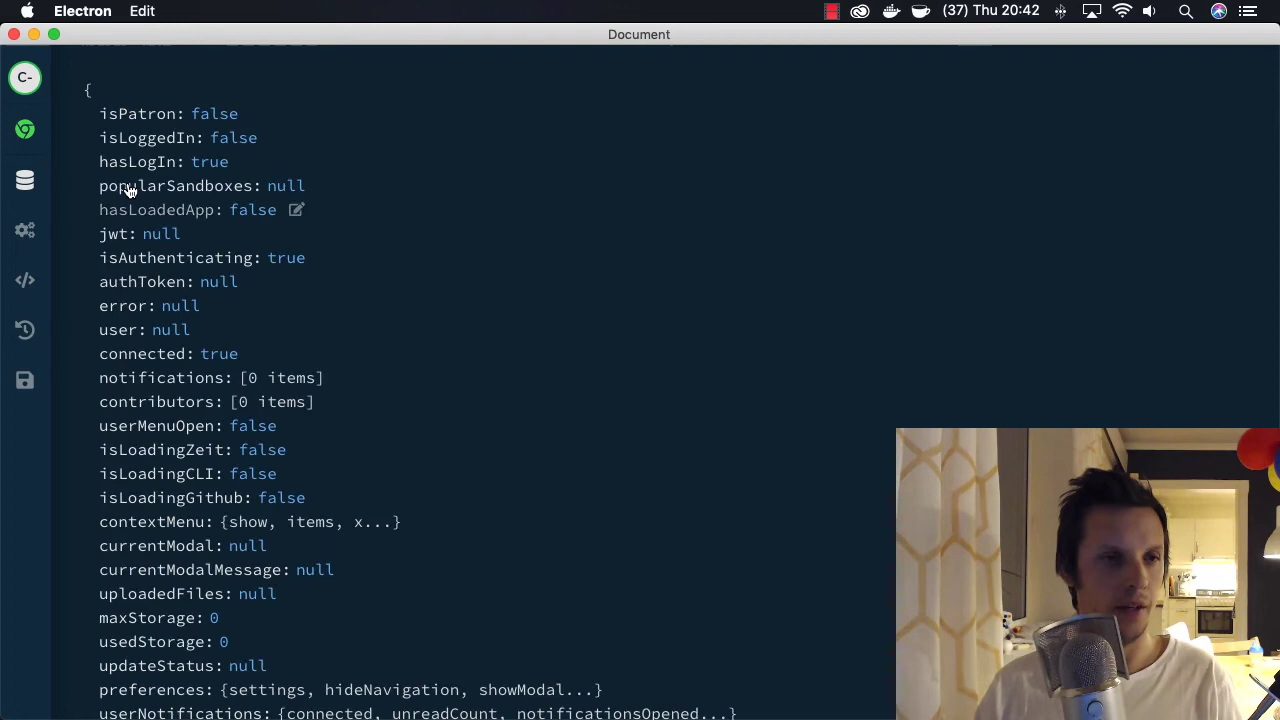 Electron Edit (37) Thu 20:42
Document
C-
{
isPatron: false
isLoggedIn: false
hasLogIn: true
popularSandboxes: null
hasLoadedApp: false
jwt: null
isAuthenticating: true
authToken: null
error: null
user: null
connected: true
notifications: [0 items]
contributors: [0 items]
userMenuOpen: false
isLoadingZeit: false
isLoadingCLI: false
isLoadingGithub: false
contextMenu: {show, items, x...}
currentModal: null
currentModalMessage: null
uploadedFiles: null
maxStorage: 0
usedStorage: 0
updateStatus: null
preferences: {settings, hideNavigation, showModal...}
userNotifications: {connected, unreadCount, notificationsOpened...}